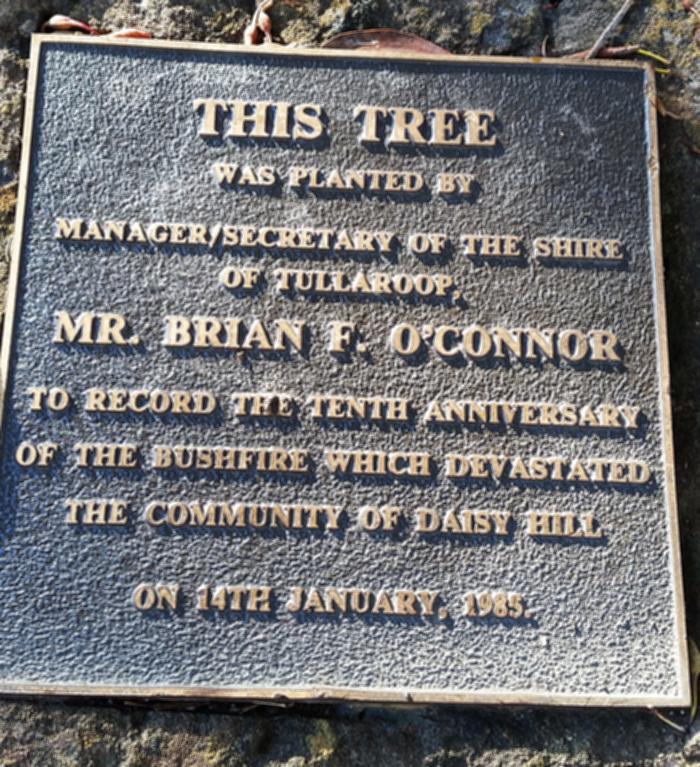 THIS TREE
WAS PLANTED BY
MANAGER/SECRETARY OF THE SHIRE
OF TULLAROOP,
MR. BRIAN F. O'CONNOR
TO RECORD THE TENTH ANNIVERSARY
OF THE BUSHFIRE WHICH DEVASTATED
THE COMMUNITY OF DAISY HILL
ON 14TH JANUARY, 1985.